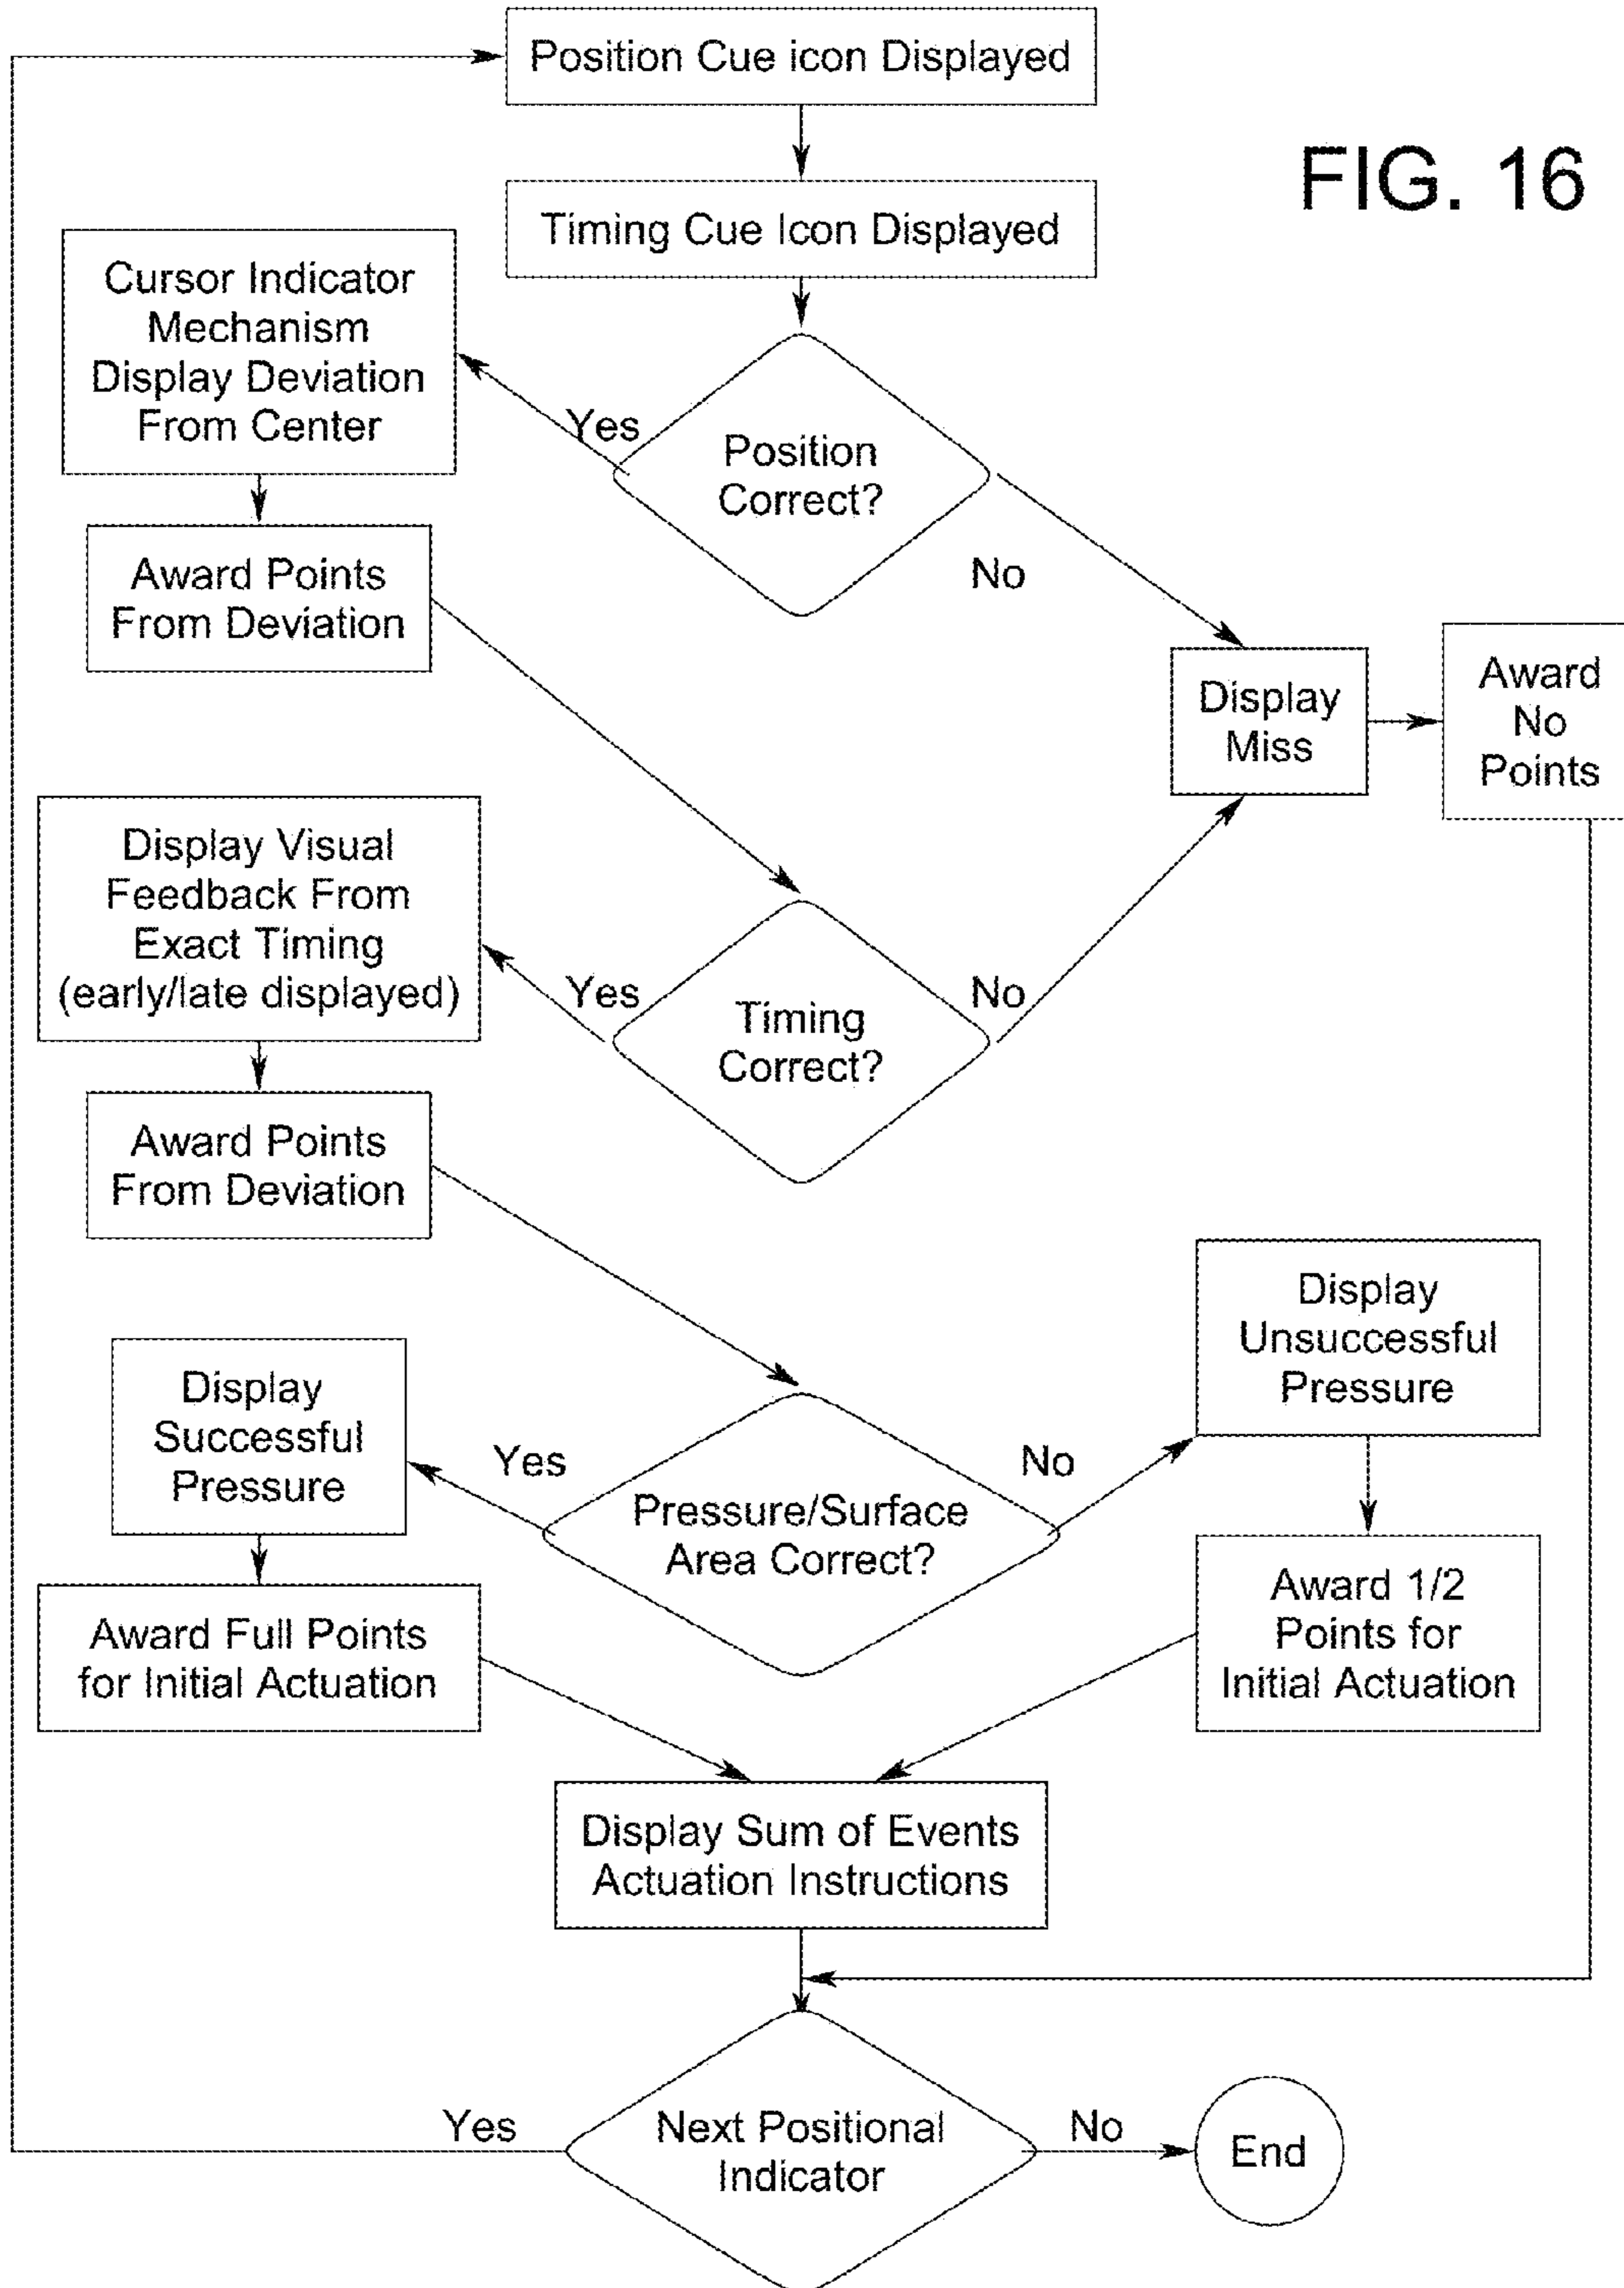 Position Cue icon Displayed
FIG. 16
Timing Cue Icon Displayed
Cursor Indicator
Mechanism
Display Deviation
From Center
Yes
Position
Correct?
No
Award Points
From Deviation
Display
Miss
Award
No
Points
Display Visual
Feedback From
Exact Timing
(early/late displayed)
Yes
Timing
Correct?
No
Award Points
From Deviation
Display
Unsuccessful
Pressure
Display
Successful
Pressure
Yes
Pressure/Surface
Area Correct?
No
Award Full Points
for Initial Actuation
Award 1/2
Points for
Initial Actuation
Display Sum of Events
Actuation Instructions
Yes
Next Positional
Indicator
No
End